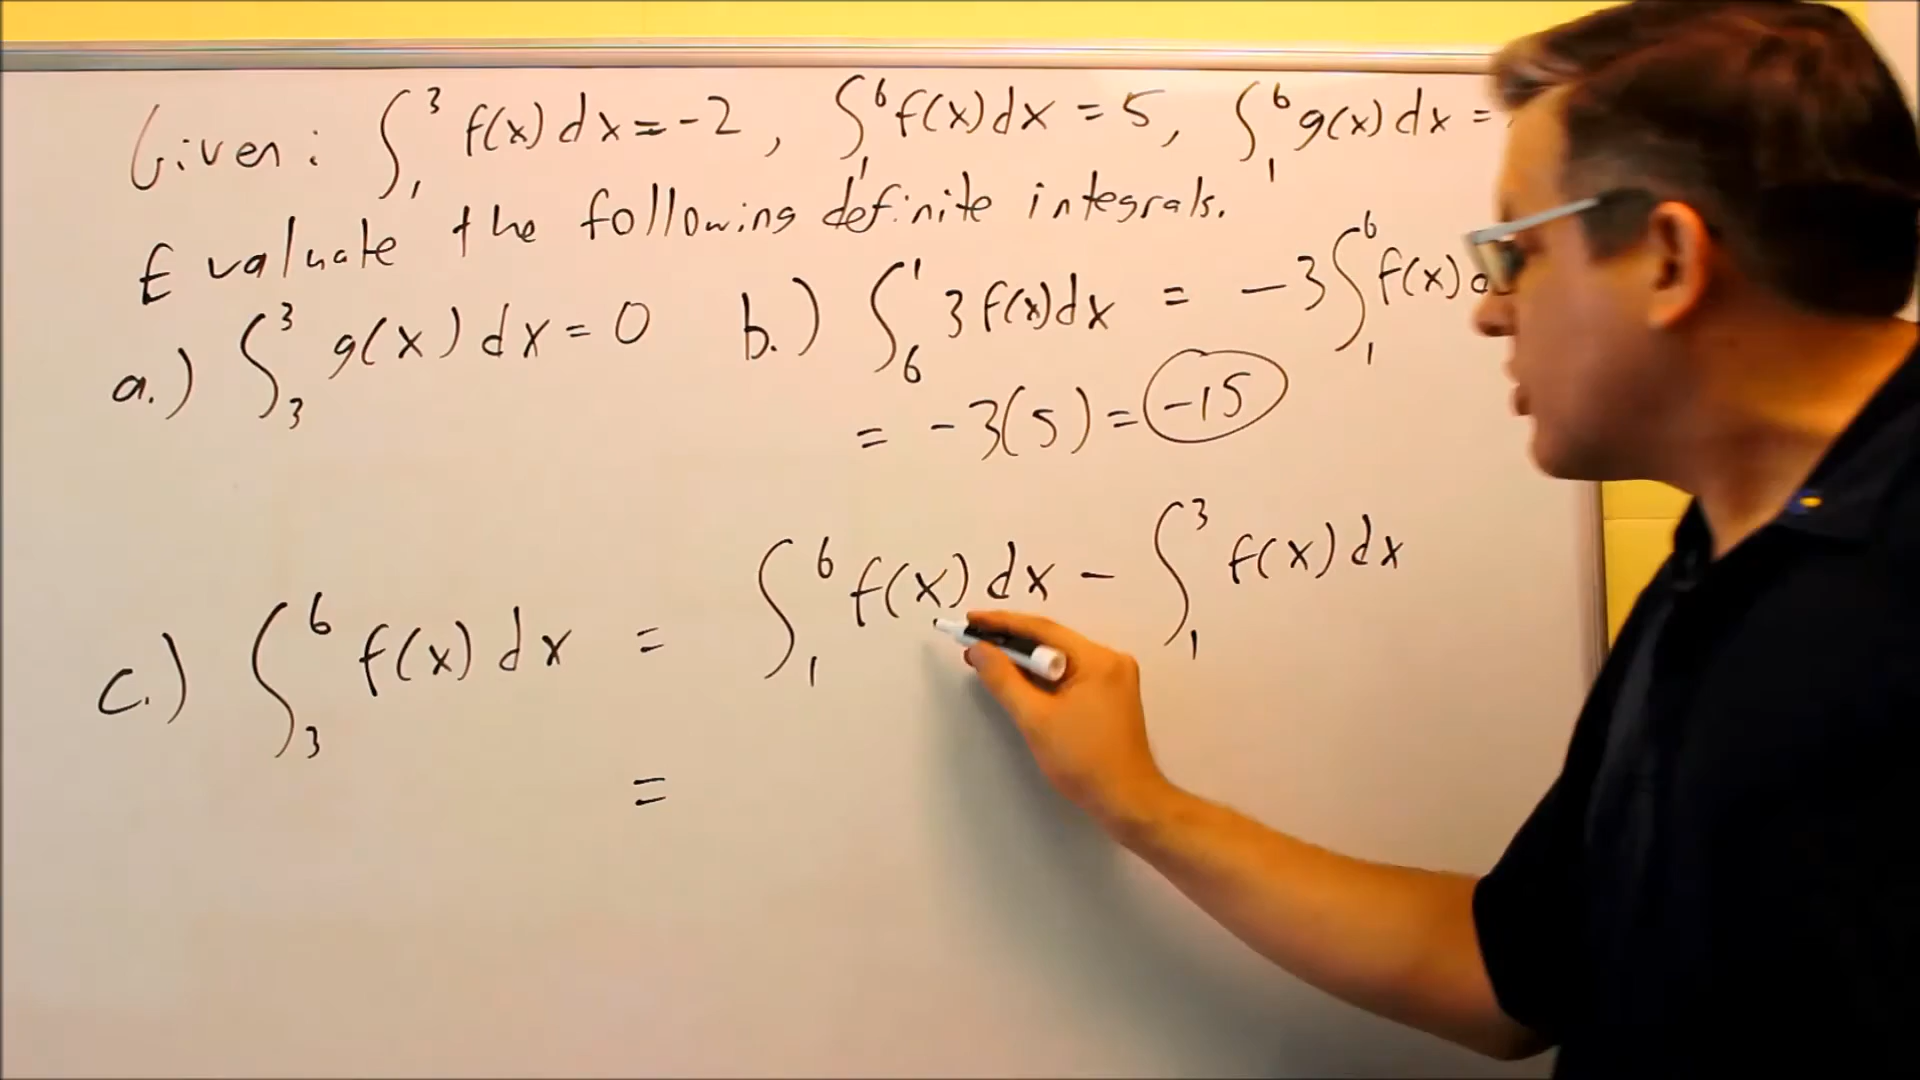 Given: ∫₁³ f(x) dx = -2, ∫₁⁶ f(x) dx = 5, ∫₁⁶ g(x) dx =
Evaluate the following definite integrals.
a.) ∫₃³ g(x) dx = 0 b.) ∫₆¹ 3 f(x) dx = -3 ∫₁⁶ f(x) d
= -3(5) = -15
c.) ∫₃⁶ f(x) dx = ∫₁⁶ f(x) dx - ∫₁³ f(x) dx
=